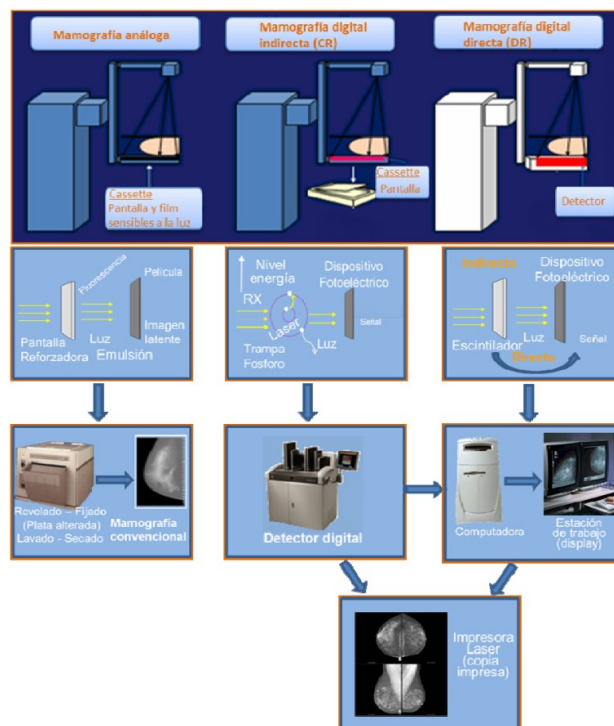 Mamografía análoga
Mamografía digital
indirecta (CR)
Mamografía digital
directa (DR)
Cassette
Pantalla y film
sensibles a la luz
Cassette
Pantalla
Detector
Fluorescencia
Película
Pantalla
Reforzadora
Luz
Emulsión
Imagen
latente
Nivel
energía
RX
Laser
Trampa
Fosforo
Luz
Dispositivo
Fotoeléctrico
Señal
Indirecto
Dispositivo
Fotoeléctrico
Escintilador
Luz
Señal
Directo
Revelado – Fijado
(Plata alterada)
Lavado - Secado
Mamografía
convencional
Detector digital
Computadora
Estación
de trabajo
(display)
Impresora
Laser
(copia
impresa)